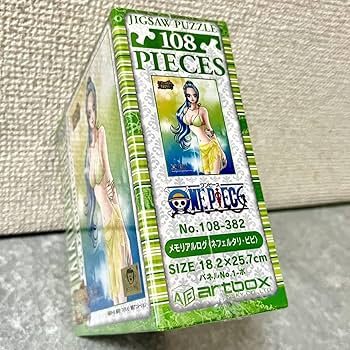 JIGSAW PUZZLE
108
PIECES
ONE PIECE
No.108-382
メモリアルログ(ネフェルタリ・ビビ)
SIZE 18.2×25.7cm
パネルNo.1-ボ
artbox